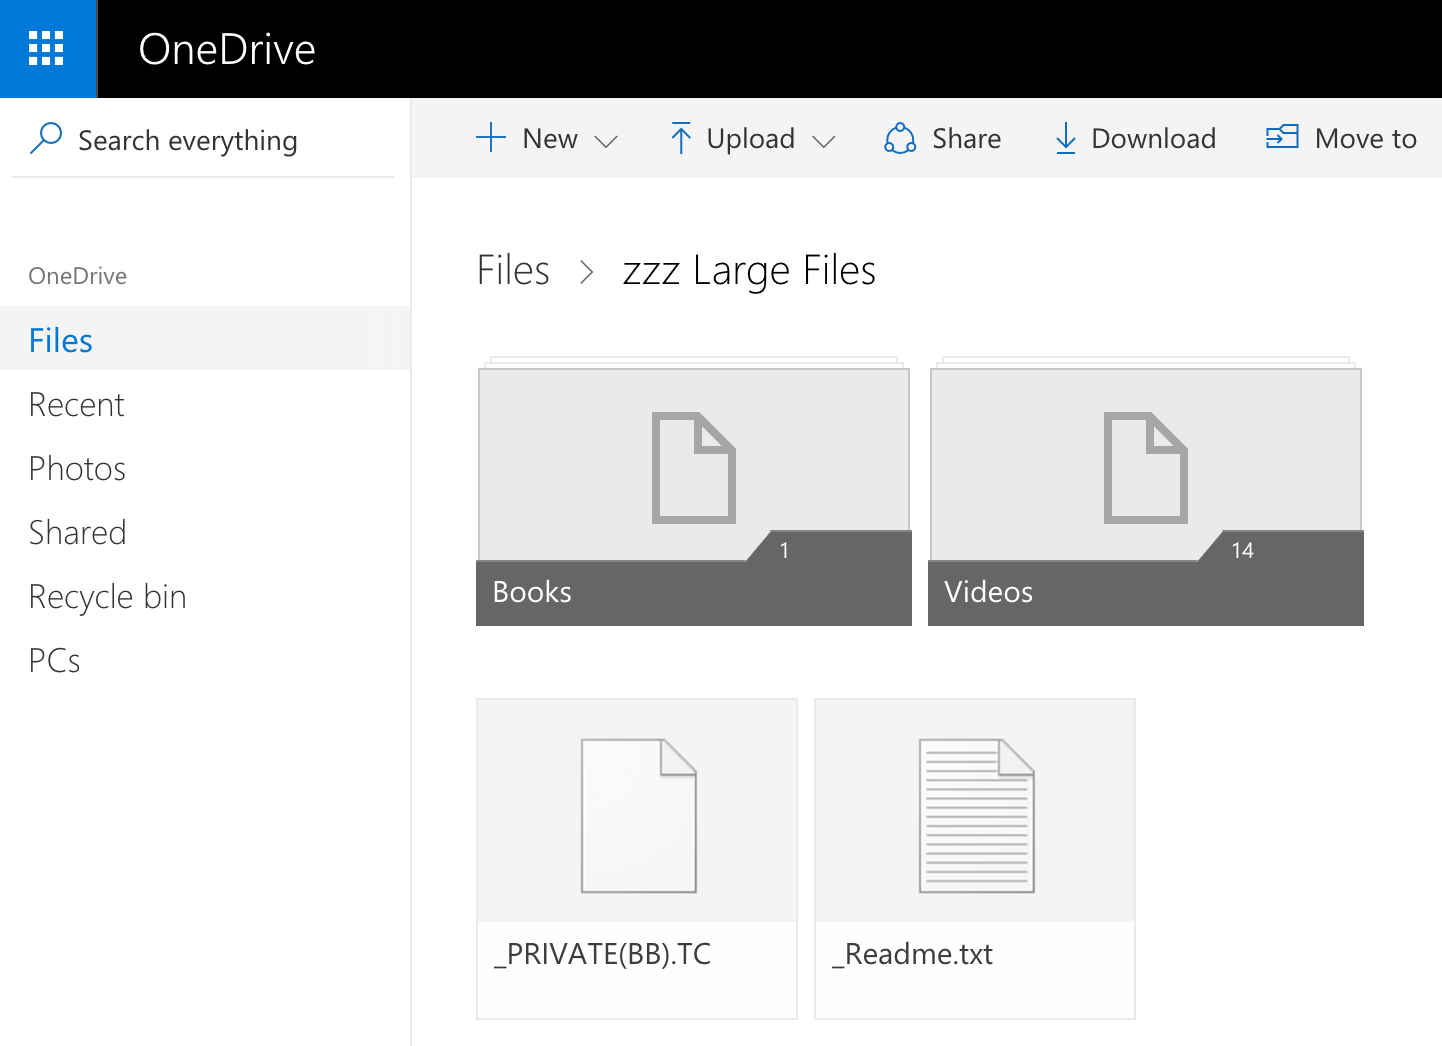 OneDrive
Search everything
New
Upload
Share
Download
Move to
OneDrive
Files
Recent
Photos
Shared
Recycle bin
PCs
Files > zzz Large Files
1
Books
14
Videos
_PRIVATE(BB).TC
_Readme.txt